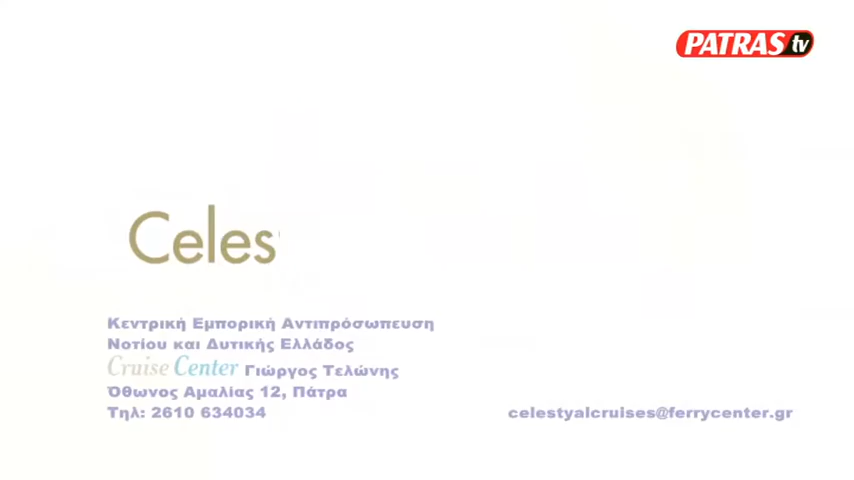 PATRAS tv
Celes
Κεντρική Εμπορική Αντιπρόσωπευση
Νοτίου και Δυτικής Ελλάδος
Cruise Center Γιώργος Τελώνης
Όθωνος Αμαλίας 12, Πάτρα
Τηλ: 2610 634034
celestyalcruises@ferrycenter.gr